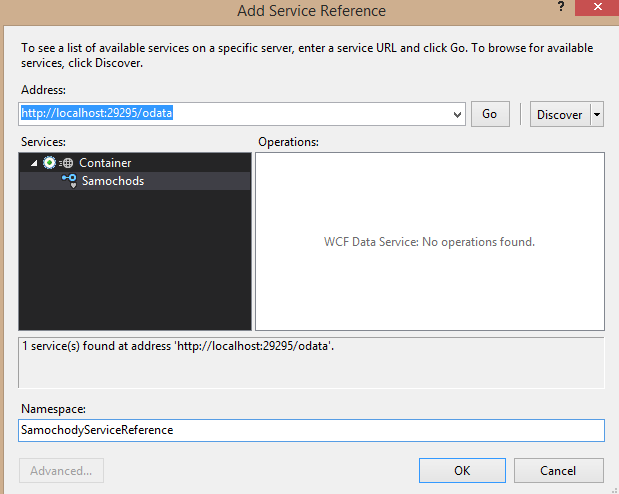 Add Service Reference
?
To see a list of available services on a specific server, enter a service URL and click Go. To browse for available
services, click Discover.
Address:
http://localhost:29295/odata
Go
Discover
Services:
Operations:
Container
Samochods
WCF Data Service: No operations found.
1 service(s) found at address 'http://localhost:29295/odata'.
Namespace:
SamochodyServiceReference
Advanced...
OK
Cancel